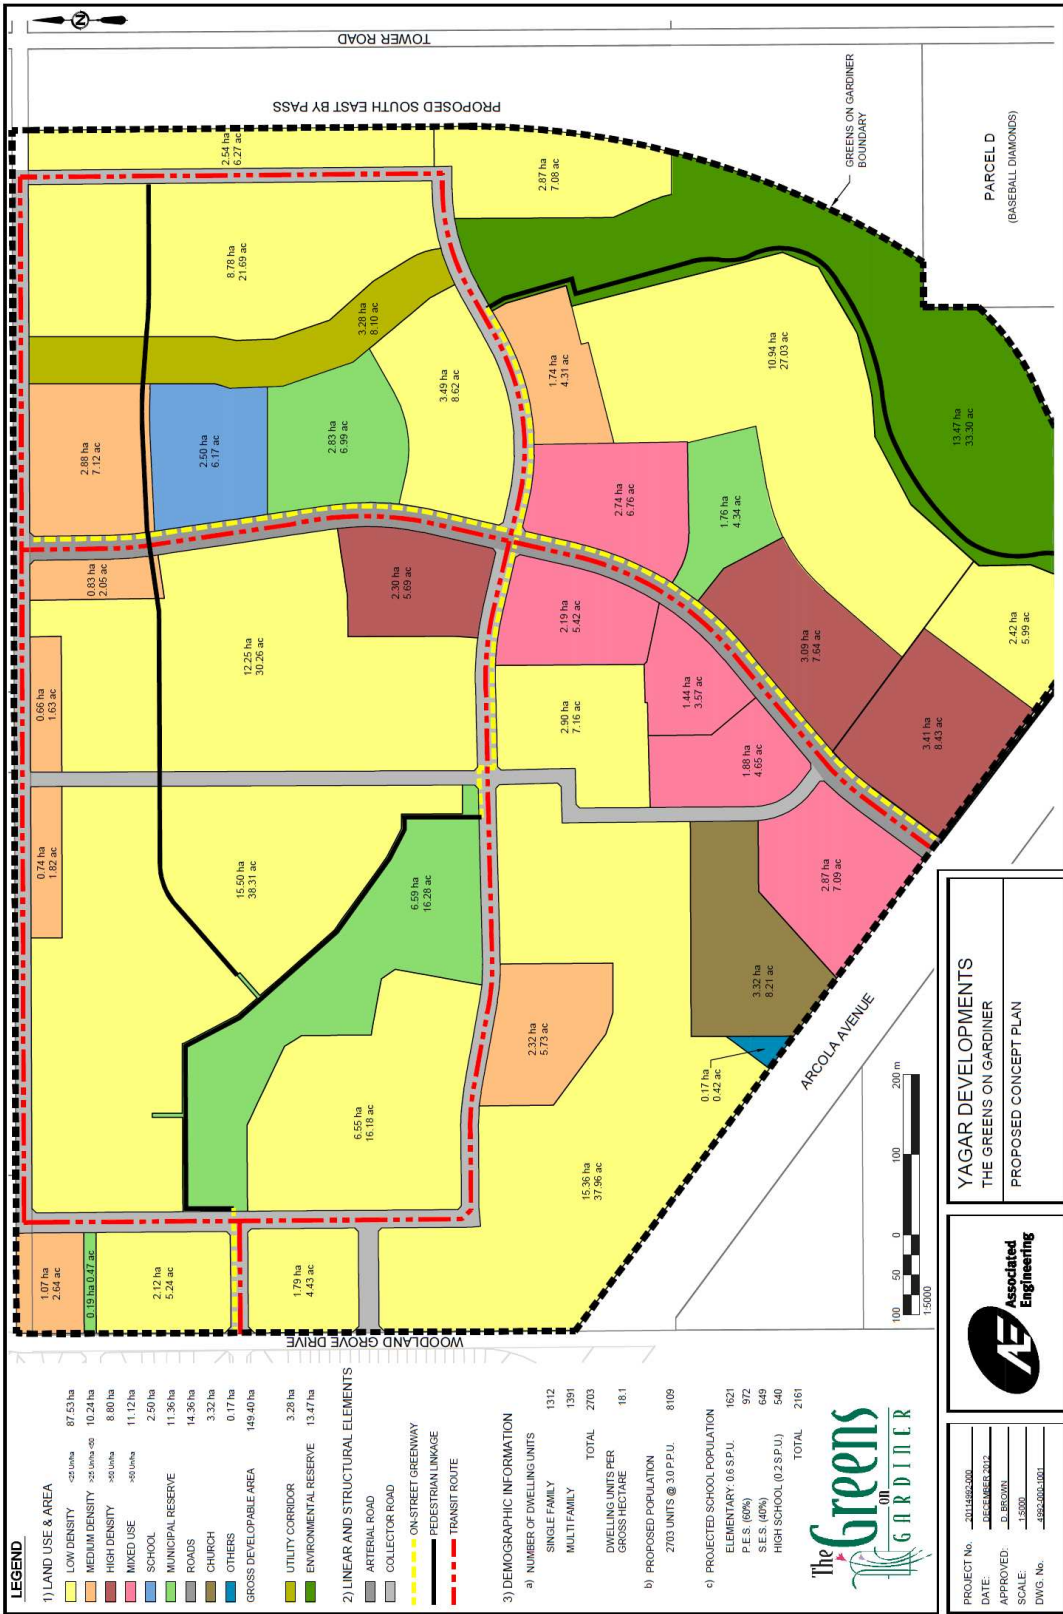 LEGEND
1) LAND USE & AREA
LOW DENSITY <25 Un/ha 87.53 ha
MEDIUM DENSITY >25 Un/ha <50 10.24 ha
HIGH DENSITY >50 Un/ha 8.80 ha
MIXED USE >50 Un/ha 11.12 ha
SCHOOL 2.50 ha
MUNICIPAL RESERVE 11.36 ha
ROADS 14.36 ha
CHURCH 3.32 ha
OTHERS 0.17 ha
GROSS DEVELOPABLE AREA 149.40 ha
UTILITY CORRIDOR 3.28 ha
ENVIRONMENTAL RESERVE 13.47 ha
2) LINEAR AND STRUCTURAL ELEMENTS
ARTERIAL ROAD
COLLECTOR ROAD
ON-STREET GREENWAY
PEDESTRIAN LINKAGE
TRANSIT ROUTE
3) DEMOGRAPHIC INFORMATION
a) NUMBER OF DWELLING UNITS
SINGLE FAMILY 1312
MULTI FAMILY 1391
TOTAL 2703
DWELLING UNITS PER
GROSS HECTARE 18.1
b) PROPOSED POPULATION
2703 UNITS @ 3.0 P.P.U. 8109
c) PROJECTED SCHOOL POPULATION
ELEMENTARY: 0.6 S.P.U. 1621
P.E.S. (60%) 972
S.E.S. (40%) 649
HIGH SCHOOL (0.2 S.P.U.) 540
TOTAL 2161
The Greens
on
GARDINER
PROJECT No. 20114992-000
DATE: DECEMBER 2012
APPROVED: D. BROWN
SCALE: 1:5000
DWG. No. 4992-000-1001
AE
Associated
Engineering
YAGAR DEVELOPMENTS
THE GREENS ON GARDINER
PROPOSED CONCEPT PLAN
100 50 0 100 200 m
1:5000
N
TOWER ROAD
PROPOSED SOUTH EAST BY PASS
WOODLAND GROVE DRIVE
ARCOLA AVENUE
GREENS ON GARDINER
BOUNDARY
PARCEL D
(BASEBALL DIAMONDS)
1.07 ha
2.64 ac
0.19 ha 0.47 ac
2.12 ha
5.24 ac
1.79 ha
4.43 ac
0.74 ha
1.82 ac
0.66 ha
1.63 ac
0.83 ha
2.05 ac
2.88 ha
7.12 ac
2.50 ha
6.17 ac
2.83 ha
6.99 ac
3.28 ha
8.10 ac
8.78 ha
21.69 ac
2.54 ha
6.27 ac
2.87 ha
7.08 ac
3.49 ha
8.62 ac
12.25 ha
30.26 ac
2.30 ha
5.69 ac
15.50 ha
38.31 ac
6.59 ha
16.28 ac
6.55 ha
16.18 ac
2.32 ha
5.73 ac
15.36 ha
37.96 ac
0.17 ha
0.42 ac
3.32 ha
8.21 ac
2.87 ha
7.09 ac
1.88 ha
4.65 ac
1.44 ha
3.57 ac
2.90 ha
7.16 ac
2.19 ha
5.42 ac
2.74 ha
6.76 ac
1.74 ha
4.31 ac
1.76 ha
4.34 ac
10.94 ha
27.03 ac
3.09 ha
7.64 ac
3.41 ha
8.43 ac
2.42 ha
5.99 ac
13.47 ha
33.30 ac